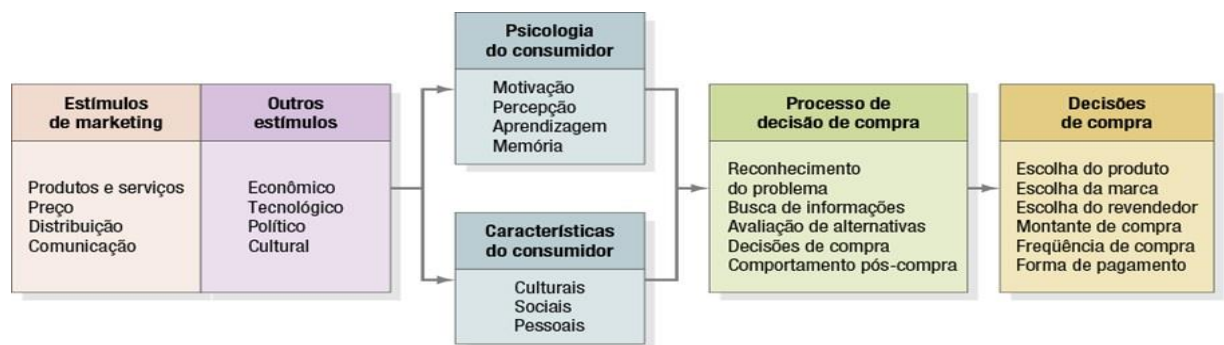 Estímulos
de marketing
Produtos e serviços
Preço
Distribuição
Comunicação
Outros
estímulos
Econômico
Tecnológico
Político
Cultural
Psicologia
do consumidor
Motivação
Percepção
Aprendizagem
Memória
Características
do consumidor
Culturais
Sociais
Pessoais
Processo de
decisão de compra
Reconhecimento
do problema
Busca de informações
Avaliação de alternativas
Decisões de compra
Comportamento pós-compra
Decisões
de compra
Escolha do produto
Escolha da marca
Escolha do revendedor
Montante de compra
Freqüência de compra
Forma de pagamento